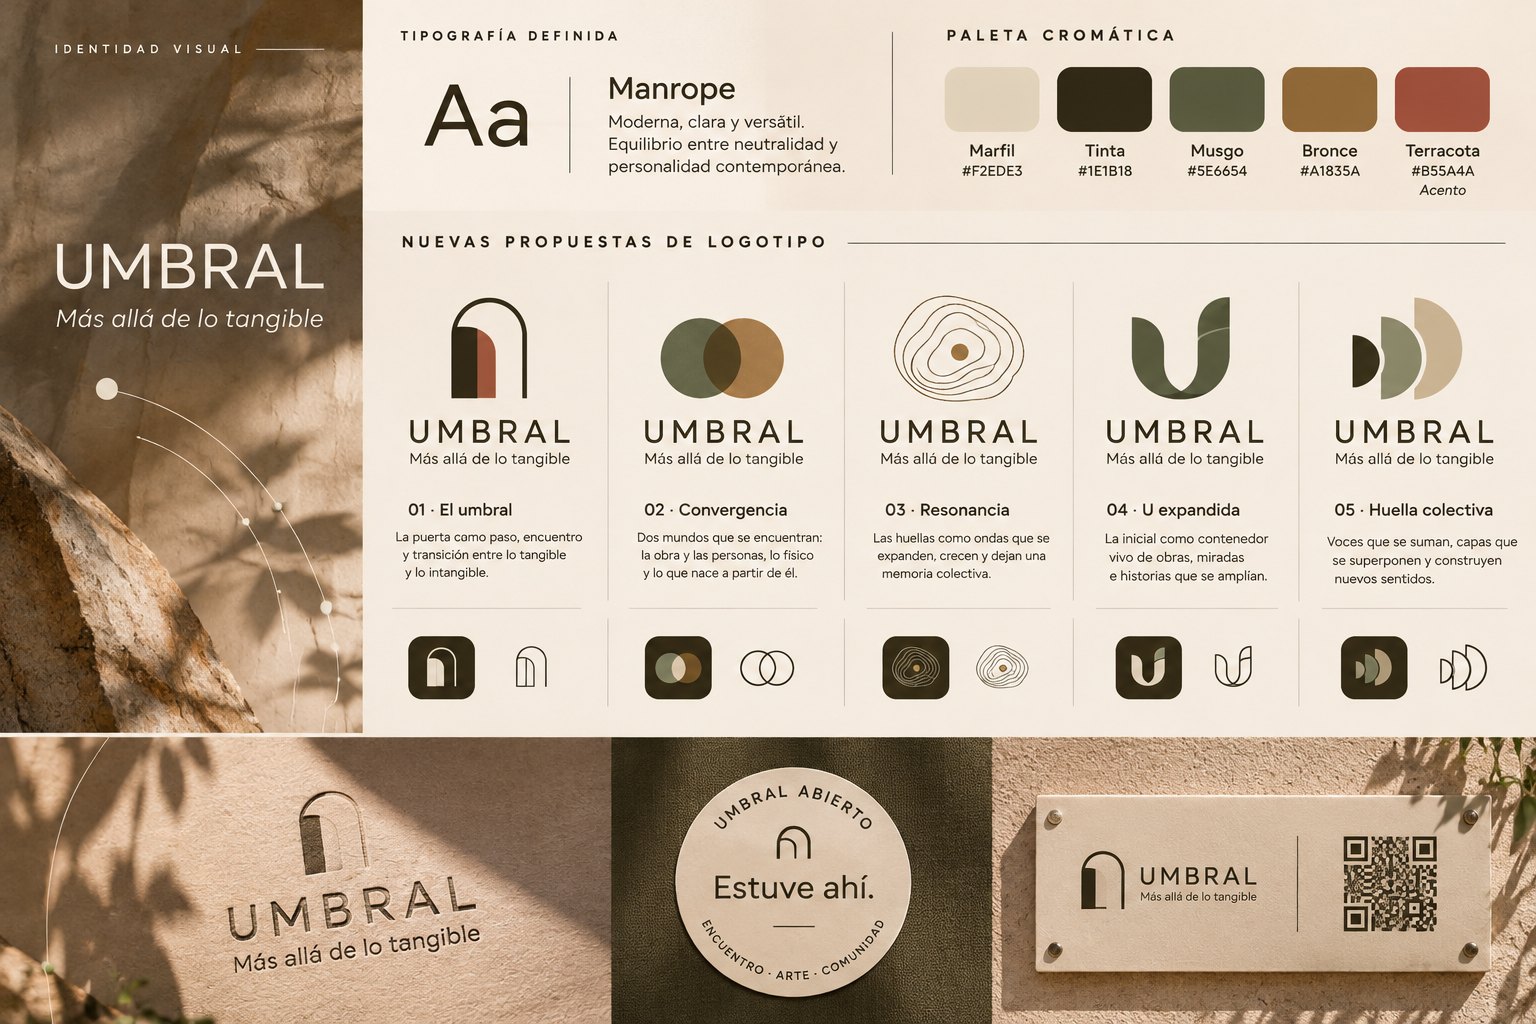 IDENTIDAD VISUAL
UMBRAL
Más allá de lo tangible
TIPOGRAFÍA DEFINIDA
Aa
Manrope
Moderna, clara y versãtil.
Equilibrio entre neutralidad y
personalidad contemporánea.
PALETA CROMÁTICA
Marfil
#F2EDE3
Tinta
#1E1B18
Musgo
#5E6654
Bronce
#A1835A
Terracota
#B55A4A
Acento
NUEVAS PROPUESTAS DE LOGOTIPO
UMBRAL
Más allá de lo tangible
01 · El umbral
La puerta camo paso, encuentro
y transición entre lo tangible
y lo intangible.
UMBRAL
Más allá de lo tangible
02 · Convergencia
Dos mundos que se encuentran:
la obra y las personas, lo físico
y lo que nace a partir de él.
UMBRAL
Más allá de lo tangible
03 · Resonancia
Las huellas como ondas que se
expanden, crecen y dejan una
memoria colectiva.
UMBRAL
Más allá de lo tangible
04 · U expandida
La inicial como contenedor
vivo de obras, miradas
e historias que se amplían.
UMBRAL
Más allá de lo tangible
05 · Huella colectiva
Voces que se suman, capas que
se superponen y construyen
nuevos sentidos.
UMBRAL
Más allá de lo tangible
UMBRAL ABIERTO
Estuve ahí.
ENCUENTRO · ARTE · COMUNIDAD
UMBRAL
Más allá de lo tangible